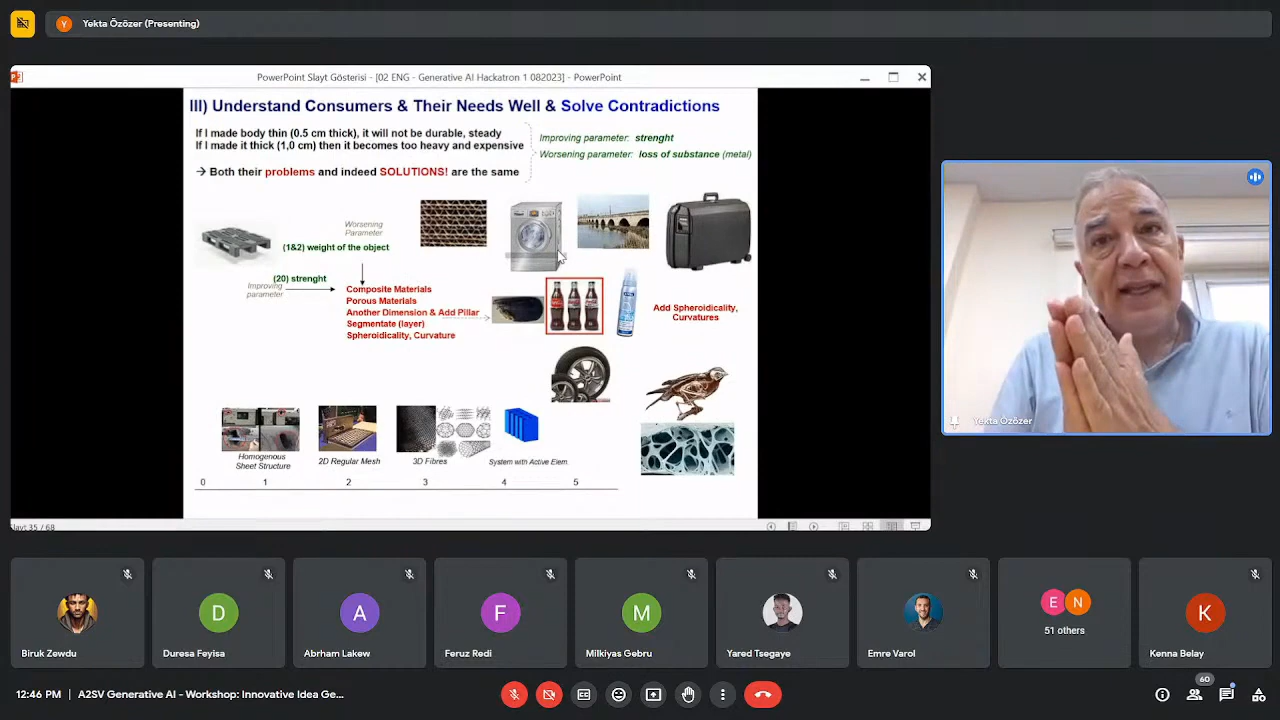 Y
Yekta Özözer (Presenting)
PowerPoint Slayt Gösterisi - [02 ENG - Generative AI Hackatron 1 082023] - PowerPoint
III) Understand Consumers & Their Needs Well & Solve Contradictions
If I made body thin (0.5 cm thick), it will not be durable, steady
If I made it thick (1,0 cm) then it becomes too heavy and expensive
Improving parameter: strenght
Worsening parameter: loss of substance (metal)
→ Both their problems and indeed SOLUTIONS! are the same
Worsening
Parameter
(1&2) weight of the object
(20) strenght
Improving
parameter
Composite Materials
Porous Materials
Another Dimension & Add Pillar
Segmentate (layer)
Spheroidicality, Curvature
Add Spheroidicality,
Curvatures
Homogenous
Sheet Structure
2D Regular Mesh
3D Fibres
System with Active Elem.
0 1 2 3 4 5
Slayt 35 / 68
Yekta Özözer
Biruk Zewdu
D
Duresa Feyisa
A
Abrham Lakew
F
Feruz Redi
M
Milkiyas Gebru
Yared Tsegaye
Emre Varol
E N
51 others
K
Kenna Belay
12:46 PM | A2SV Generative AI - Workshop: Innovative Idea Ge...
60